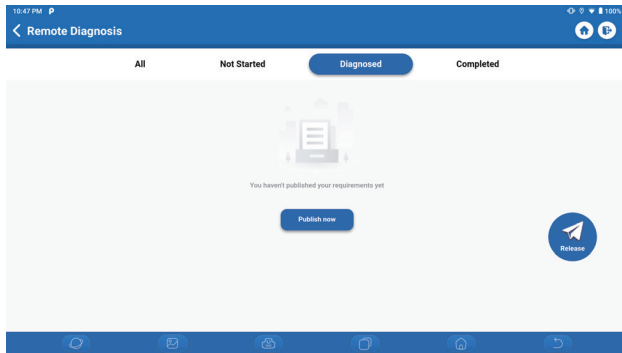 10:47 PM
100%
Remote Diagnosis
All
Not Started
Diagnosed
Completed
You haven't published your requirements yet
Publish now
Release